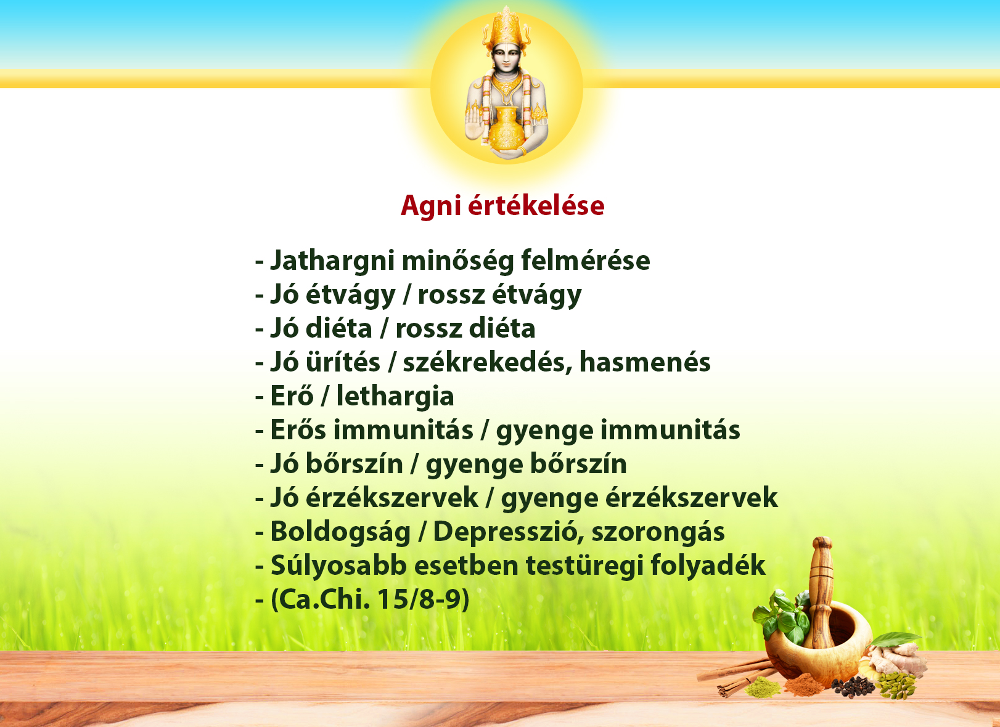 Agni értékelése
- Jathargni minőség felmérése
- Jó étvágy / rossz étvágy
- Jó diéta / rossz diéta
- Jó ürítés / székrekedés, hasmenés
- Erő / lethargia
- Erős immunitás / gyenge immunitás
- Jó bőrszín / gyenge bőrszín
- Jó érzékszervek / gyenge érzékszervek
- Boldogság / Depresszió, szorongás
- Súlyosabb esetben testüregi folyadék
- (Ca.Chi. 15/8-9)